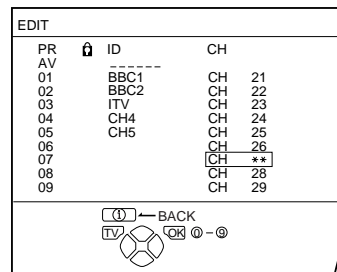 EDIT
PR ID CH
AV ------
01 BBC1 CH 21
02 BBC2 CH 22
03 ITV CH 23
04 CH4 CH 24
05 CH5 CH 25
06 CH 26
07 CH **
08 CH 28
09 CH 29
BACK
TV OK 0 – 9